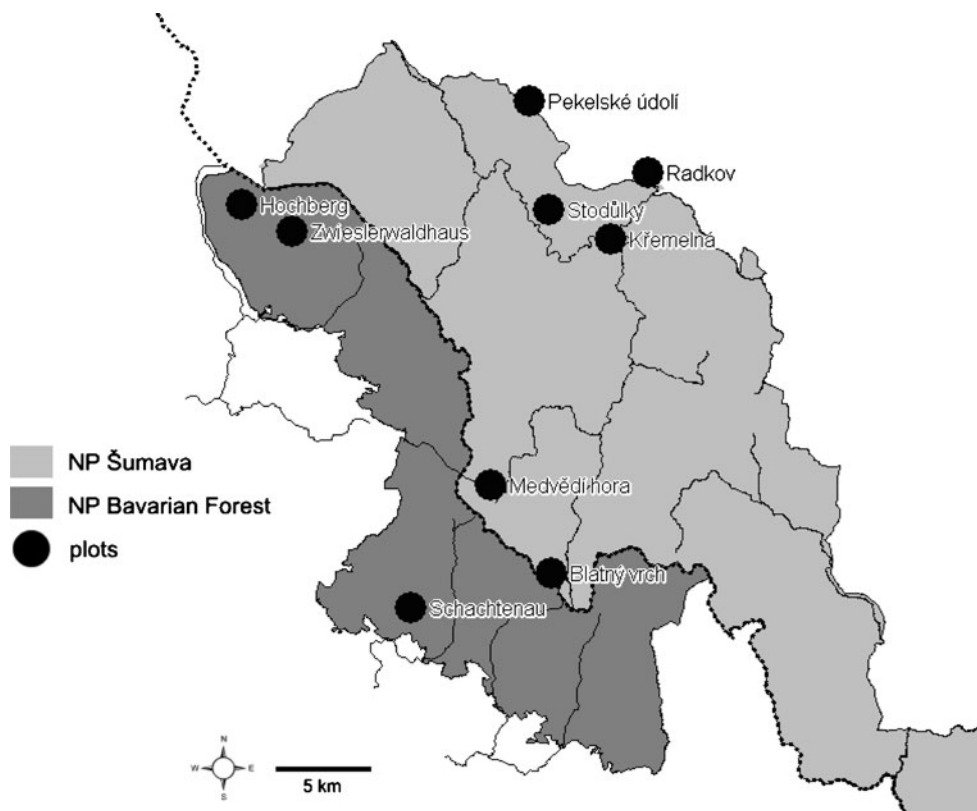 Pekelské údolí
Radkov
Hochberg
Stodůlky
Zwieslerwaldhaus
Křemelná
NP Šumava
Medvědí hora
NP Bavarian Forest
plots
Blatný vrch
Schachtenau
N
W E
S
5 km